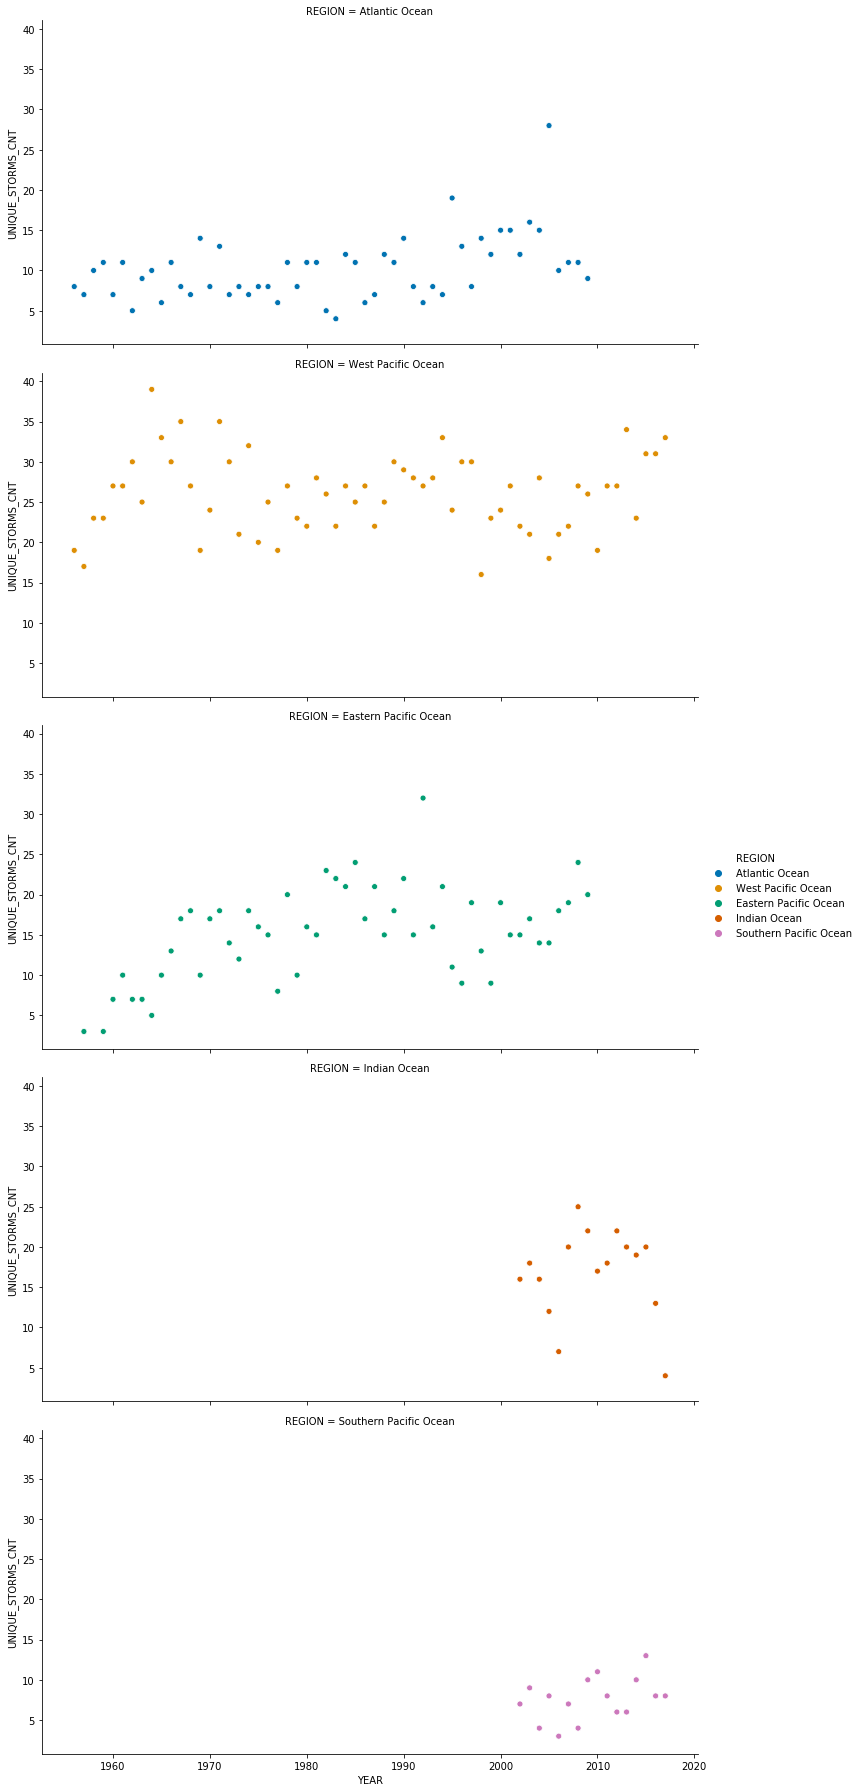 REGION = Atlantic Ocean
40
35
30
25
20
15
10
5
UNIQUE_STORMS_CNT
REGION = West Pacific Ocean
40
35
30
25
20
15
10
5
UNIQUE_STORMS_CNT
REGION = Eastern Pacific Ocean
40
35
30
25
20
15
10
5
UNIQUE_STORMS_CNT
REGION
Atlantic Ocean
West Pacific Ocean
Eastern Pacific Ocean
Indian Ocean
Southern Pacific Ocean
REGION = Indian Ocean
40
35
30
25
20
15
10
5
UNIQUE_STORMS_CNT
REGION = Southern Pacific Ocean
40
35
30
25
20
15
10
5
UNIQUE_STORMS_CNT
1960 1970 1980 1990 2000 2010 2020
YEAR